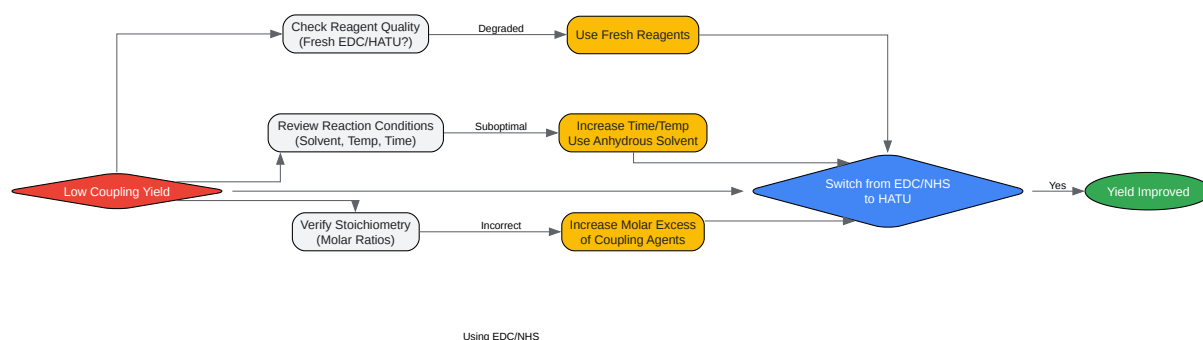 Check Reagent Quality
(Fresh EDC/HATU?)
Degraded
Use Fresh Reagents
Review Reaction Conditions
(Solvent, Temp, Time)
Suboptimal
Increase Time/Temp
Use Anhydrous Solvent
Low Coupling Yield
Switch from EDC/NHS
to HATU
Yes
Yield Improved
Verify Stoichiometry
(Molar Ratios)
Incorrect
Increase Molar Excess
of Coupling Agents
Using EDC/NHS